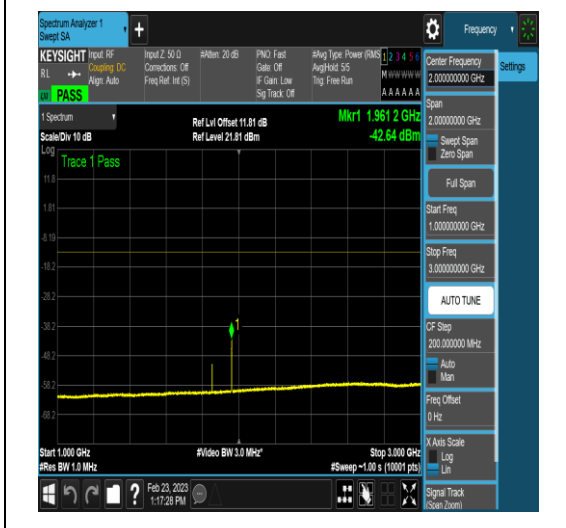 Spectrum Analyzer 1
Swept SA
Frequency
KEYSIGHT
Input: RF
Coupling: DC
Align: Auto
Input Z: 50 Ω
Corrections: Off
Freq Ref: Int (S)
#Atten: 20 dB
PNO: Fast
Gate: Off
IF Gain: Low
Sig Track: Off
#Avg Type: Power (RMS
Avg|Hold: 5/5
Trig: Free Run
1 2 3 4 5 6
M W W W W W
A A A A A A
R L
PASS
1 Spectrum
Scale/Div 10 dB
Ref Lvl Offset 11.81 dB
Ref Level 21.81 dBm
Mkr1 1.961 2 GHz
-42.64 dBm
Log
Trace 1 Pass
11.8
1.81
-8.19
-18.2
-28.2
-38.2
-48.2
-58.2
-68.2
1
Start 1.000 GHz
#Res BW 1.0 MHz
#Video BW 3.0 MHz*
Stop 3.000 GHz
#Sweep ~1.00 s (10001 pts)
Feb 23, 2023
1:17:28 PM
Center Frequency
2.000000000 GHz
Settings
Span
2.00000000 GHz
Swept Span
Zero Span
Full Span
Start Freq
1.000000000 GHz
Stop Freq
3.000000000 GHz
AUTO TUNE
CF Step
200.000000 MHz
Auto
Man
Freq Offset
0 Hz
X Axis Scale
Log
Lin
Signal Track
(Span Zoom)